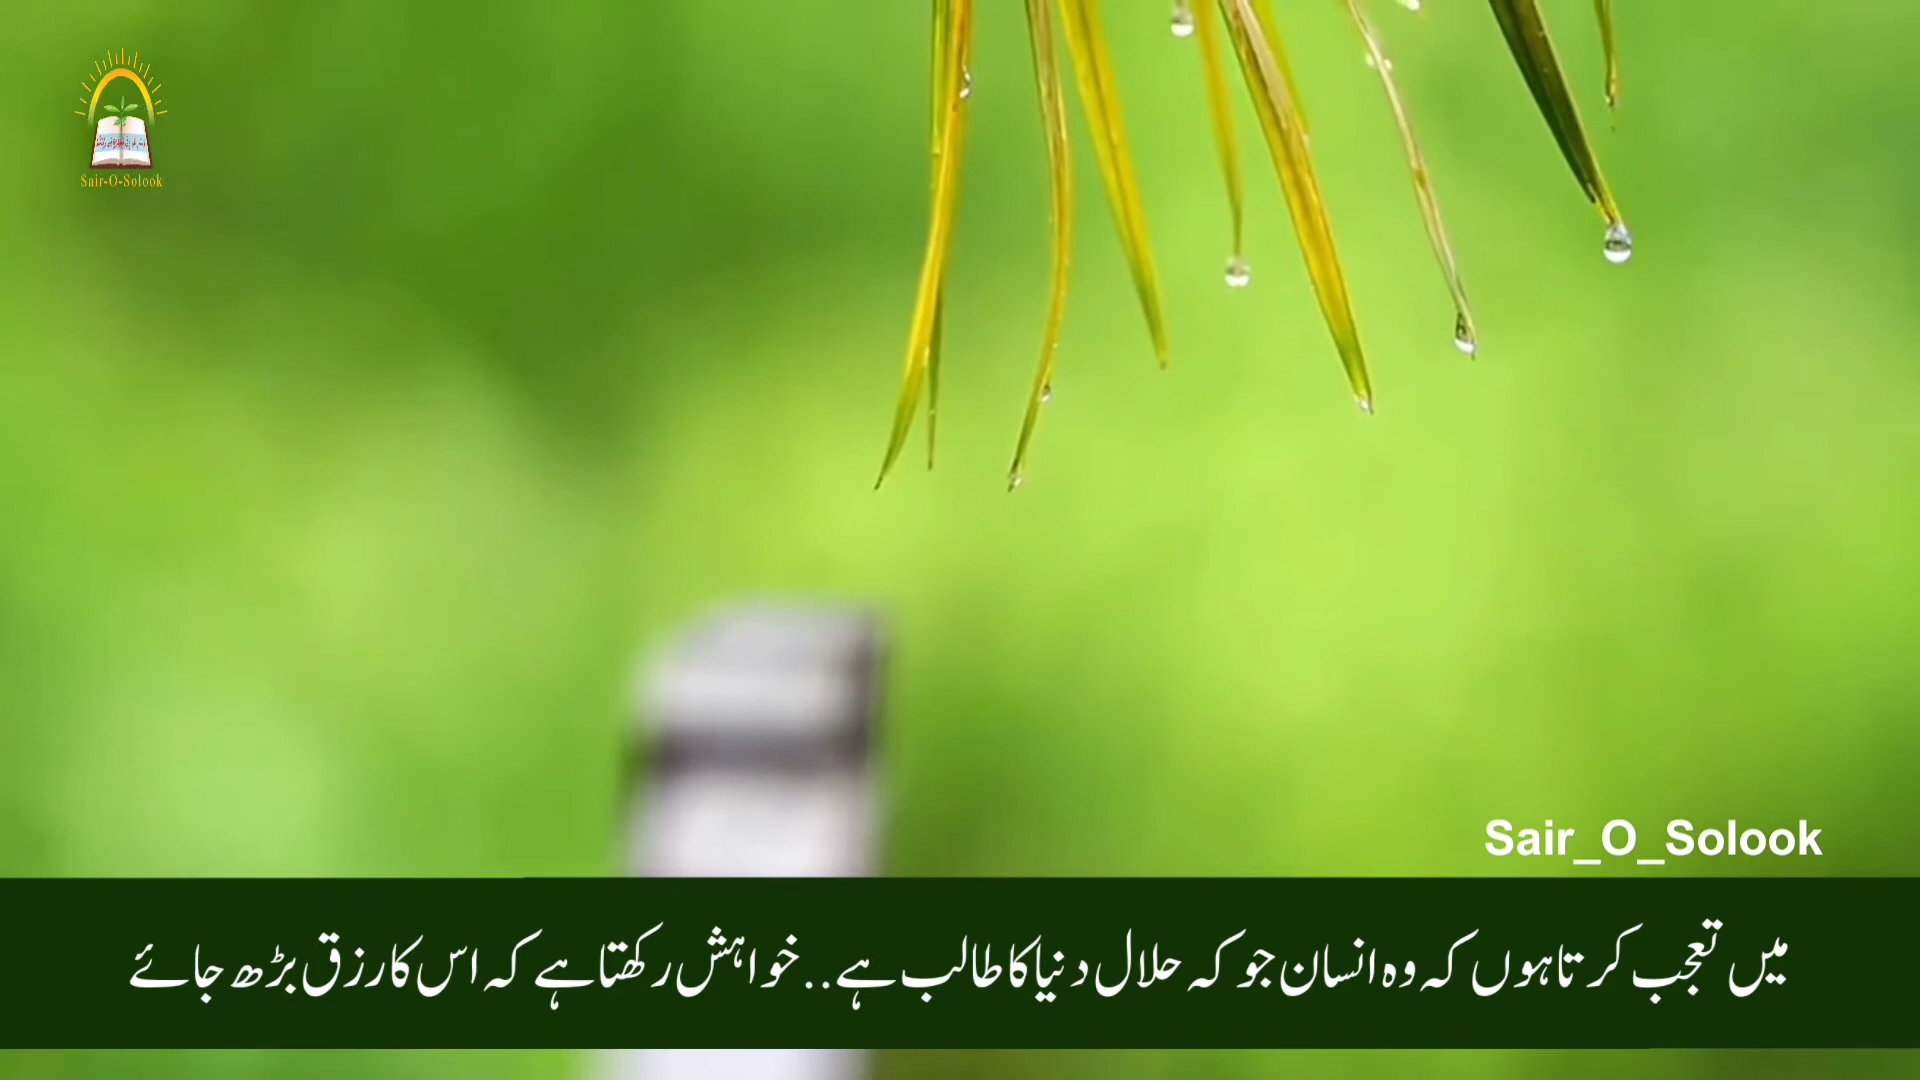 Sair-O-Solook
Sair_O_Solook
میں تعجب کرتا ہوں کہ وہ انسان جو کہ حلال دنیا کا طالب ہے..خواہش رکھتا ہے کہ اس کا رزق بڑھ جائے